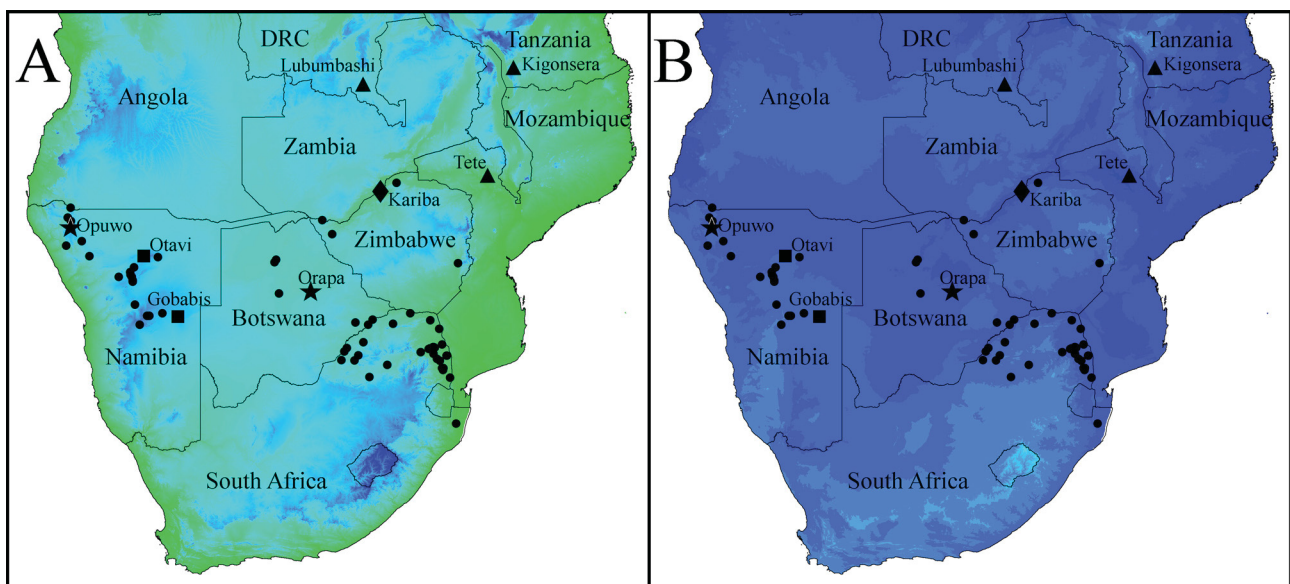 A
DRC
Tanzania
Lubumbashi
Kigonsera
Angola
Mozambique
Zambia
Tete
Kariba
Opuwo
Zimbabwe
Otavi
Orapa
Gobabis
Botswana
Namibia
South Africa
B
DRC
Tanzania
Lubumbashi
Kigonsera
Angola
Mozambique
Zambia
Tete
Kariba
Opuwo
Zimbabwe
Otavi
Orapa
Gobabis
Botswana
Namibia
South Africa